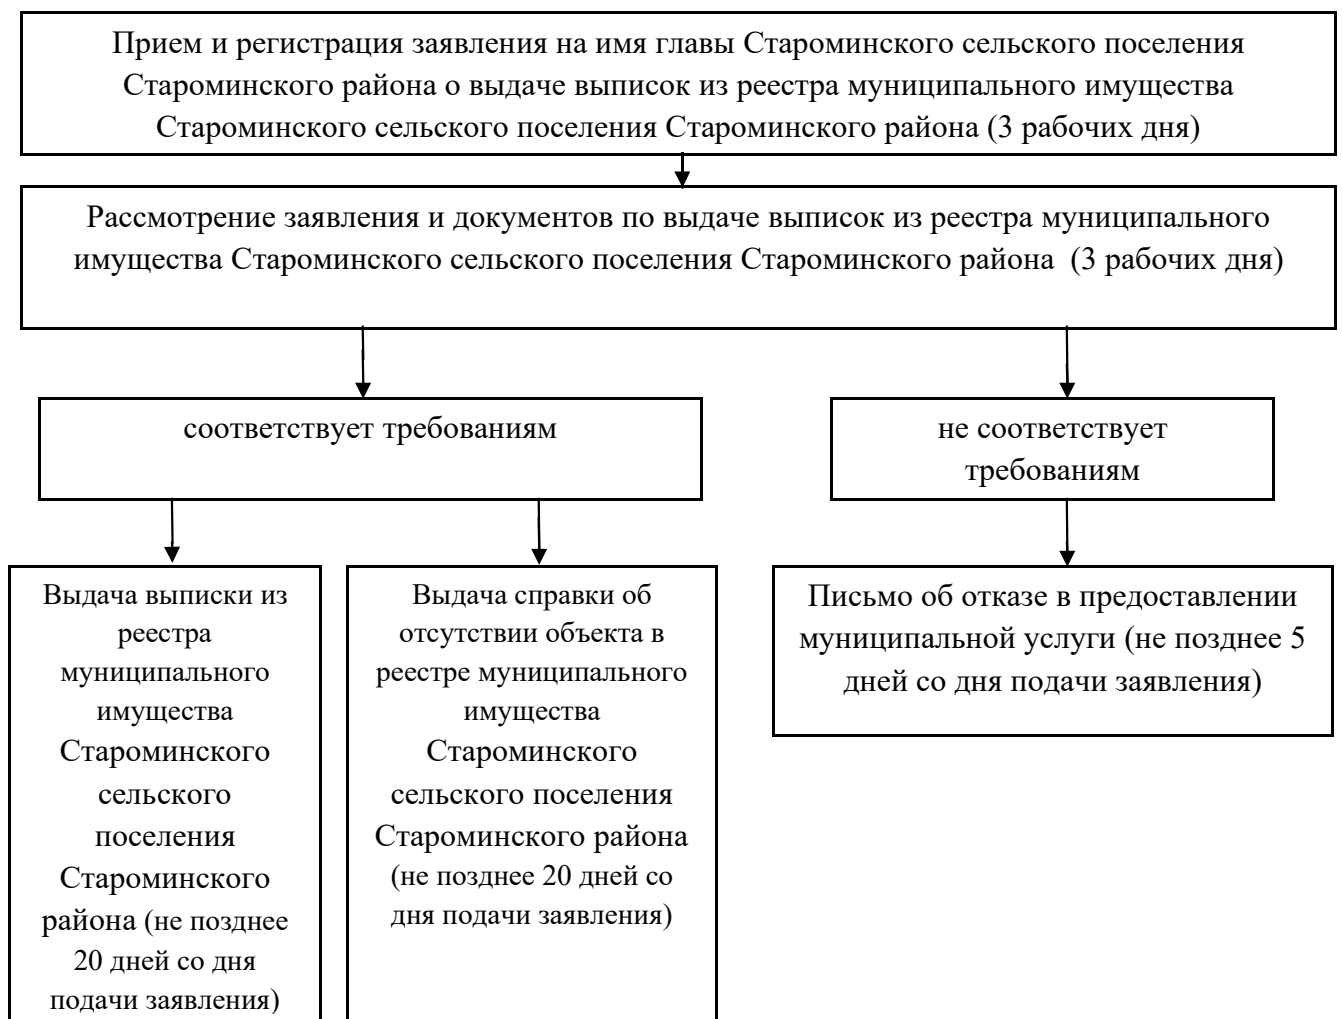 Прием и регистрация заявления на имя главы Староминского сельского поселения
Староминского района о выдаче выписок из реестра муниципального имущества
Староминского сельского поселения Староминского района (3 рабочих дня)
Рассмотрение заявления и документов по выдаче выписок из реестра муниципального
имущества Староминского сельского поселения Староминского района (3 рабочих дня)
соответствует требованиям
не соответствует
требованиям
Выдача выписки из
реестра
муниципального
имущества
Староминского
сельского
поселения
Староминского
района (не позднее
20 дней со дня
подачи заявления)
Выдача справки об
отсутствии объекта в
реестре муниципального
имущества
Староминского
сельского поселения
Староминского района
(не позднее 20 дней со
дня подачи заявления)
Письмо об отказе в предоставлении
муниципальной услуги (не позднее 5
дней со дня подачи заявления)